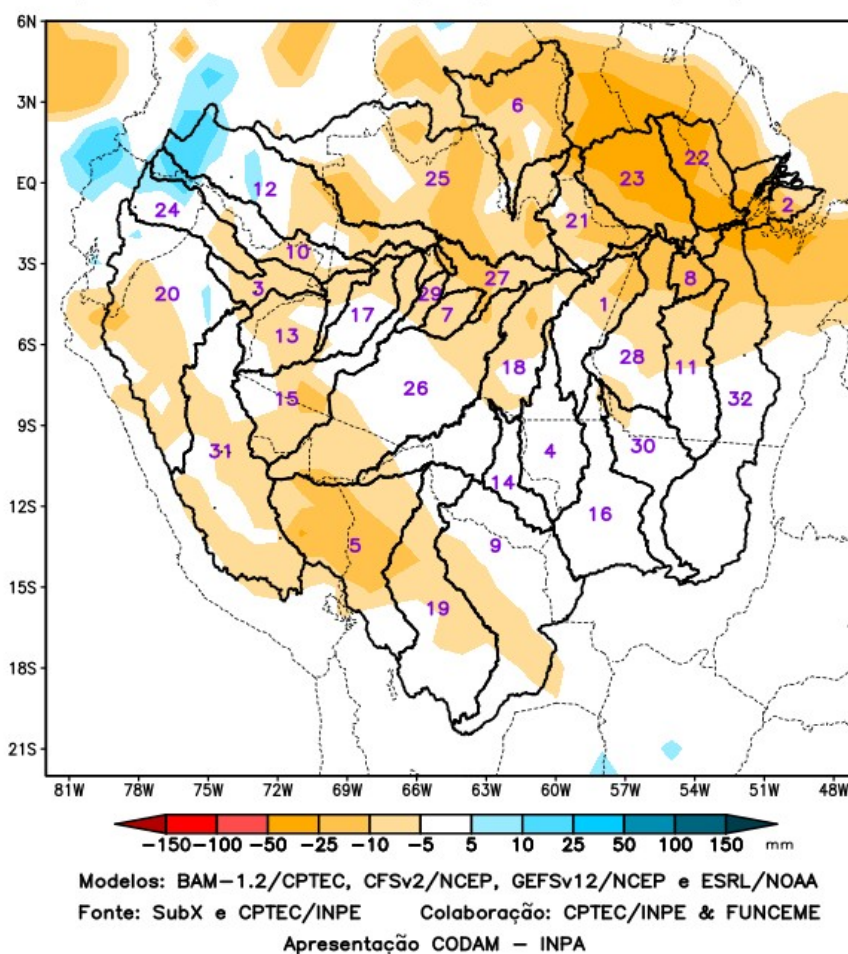 6N
3N
EQ
3S
6S
9S
12S
15S
18S
21S
6
12
25
22
23
24
2
21
10
27
8
3
29
20
7
1
17
13
28
18
11
15
26
32
31
30
4
14
16
5
9
19
81W 78W 75W 72W 69W 66W 63W 60W 57W 54W 51W 48W
-150 -100 -50 -25 -10 -5 5 10 25 50 100 150 mm
Modelos: BAM-1.2/CPTEC, CFSv2/NCEP, GEFSv12/NCEP e ESRL/NOAA
Fonte: SubX e CPTEC/INPE Colaboração: CPTEC/INPE & FUNCEME
Apresentação CODAM - INPA